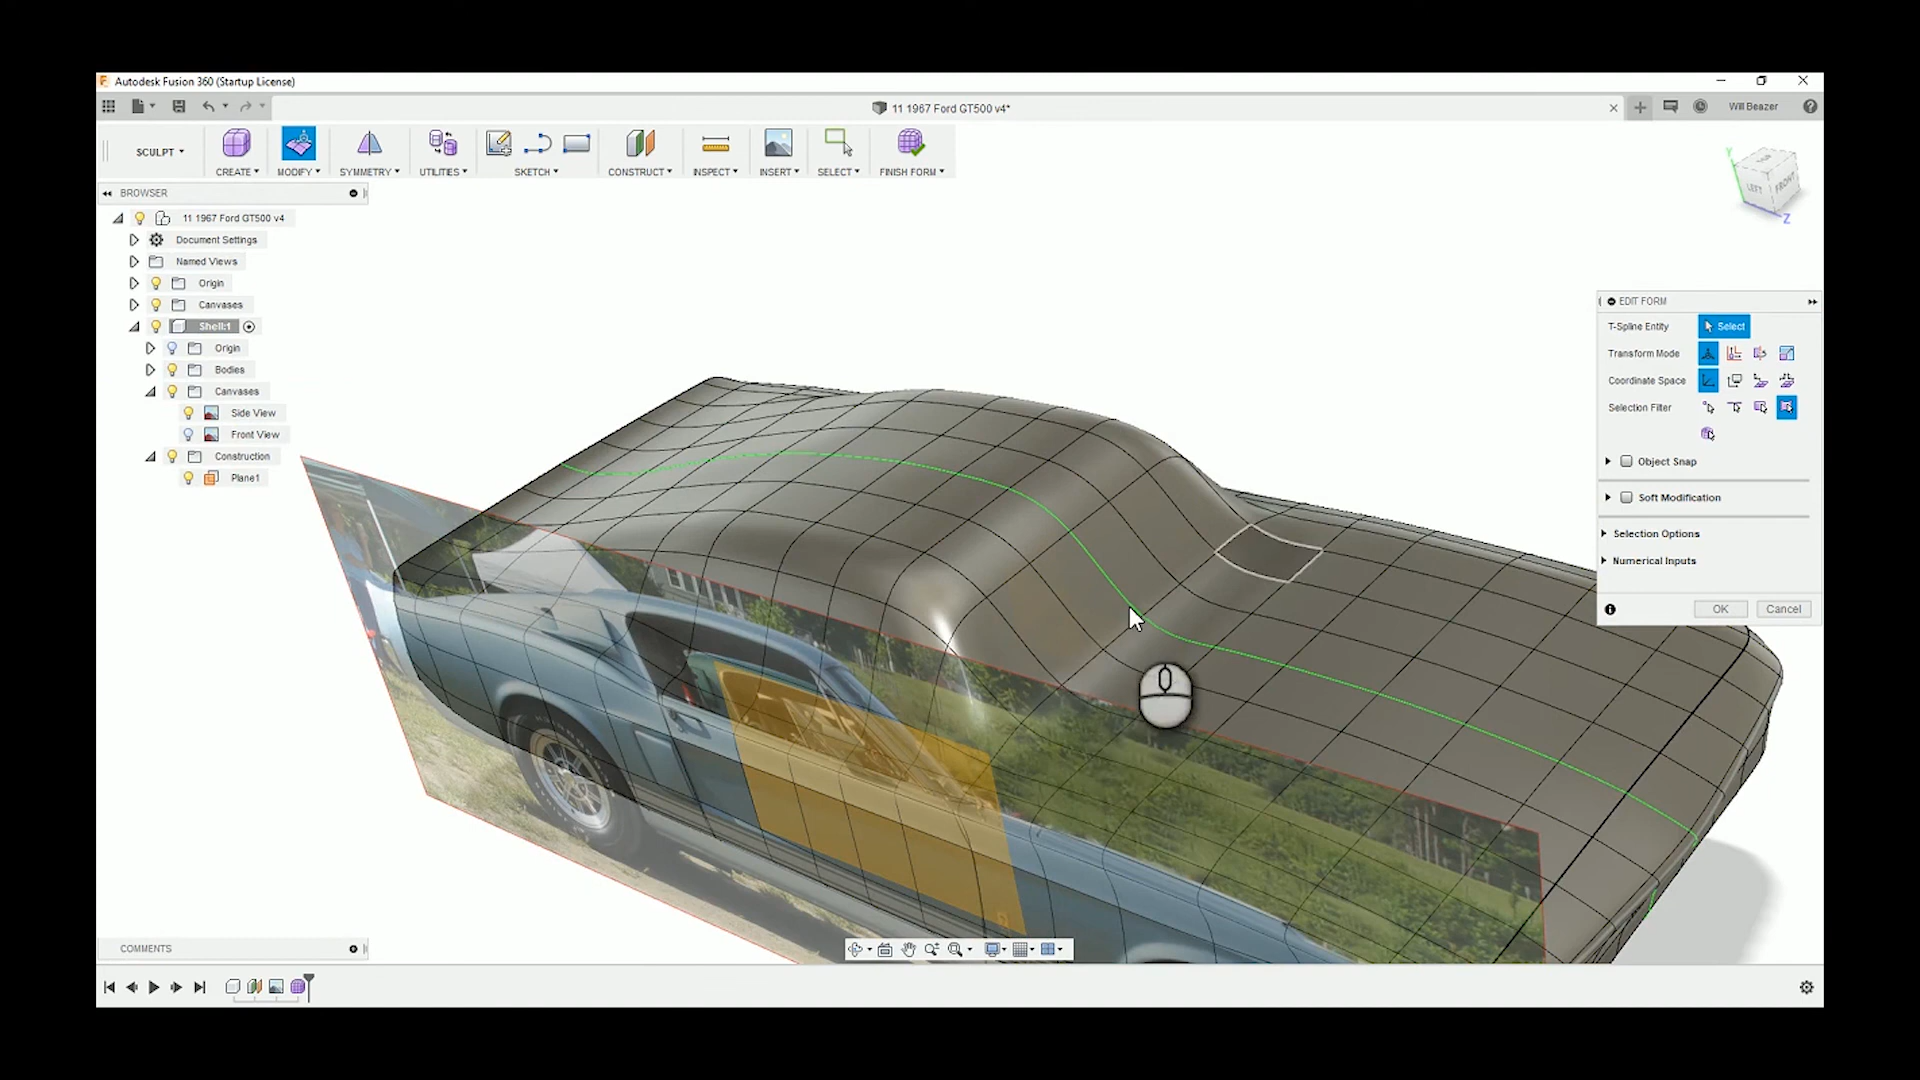 Autodesk Fusion 360 (Startup License)
11 1967 Ford GT500 v4*
Will Beazer
SCULPT
CREATE
MODIFY
SYMMETRY
UTILITIES
SKETCH
CONSTRUCT
INSPECT
INSERT
SELECT
FINISH FORM
BROWSER
11 1967 Ford GT500 v4
Document Settings
Named Views
Origin
Canvases
Shell:1
Origin
Bodies
Canvases
Side View
Front View
Construction
Plane1
Y
TOP
LEFT
FRONT
Z
EDIT FORM
T-Spline Entity
Select
Transform Mode
Coordinate Space
Selection Filter
Object Snap
Soft Modification
Selection Options
Numerical Inputs
OK
Cancel
COMMENTS